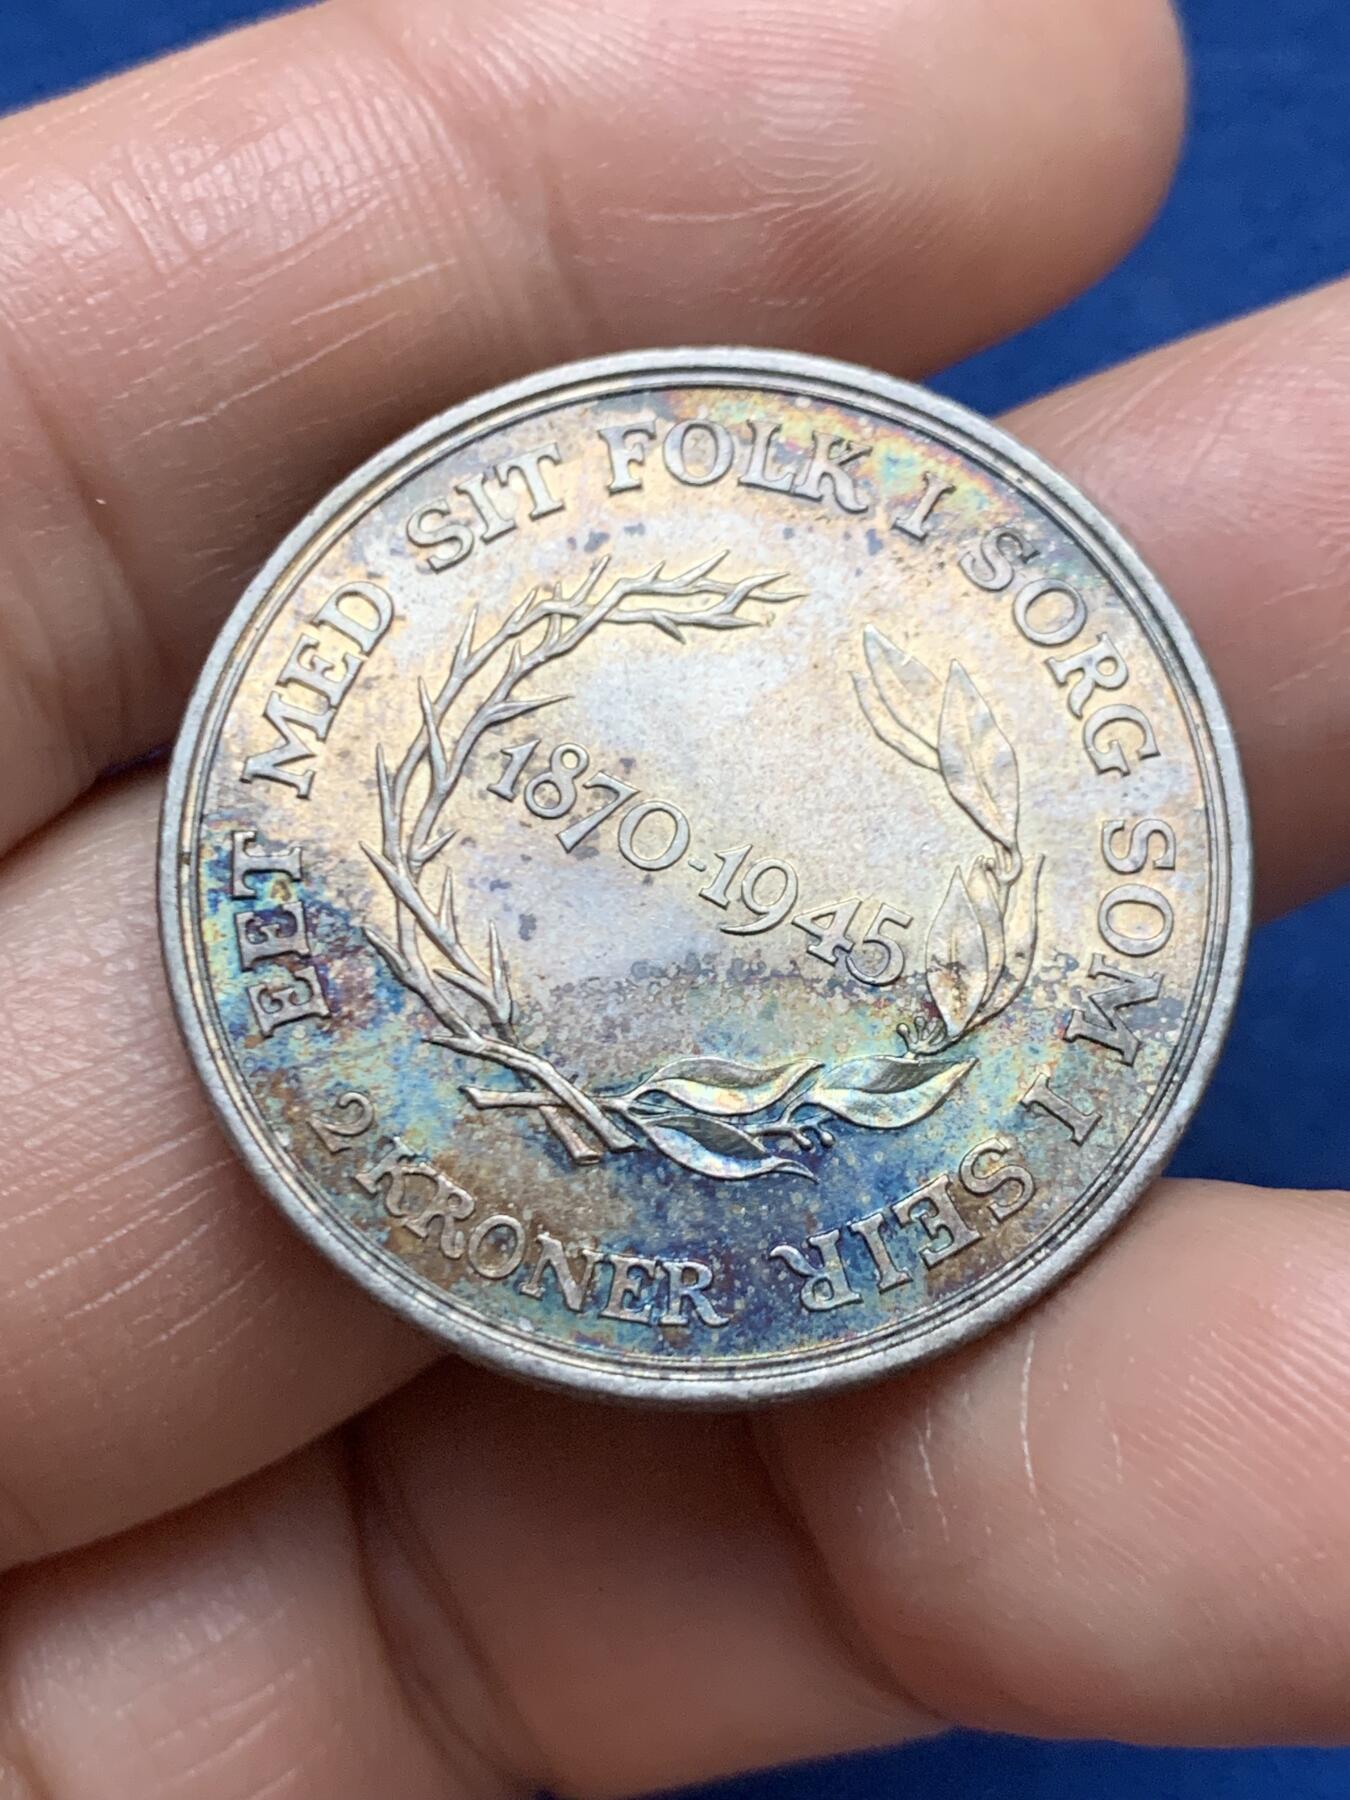 EET MED SIT FOLK I SORG SOM I SEIR
1870-1945
2 KRONER